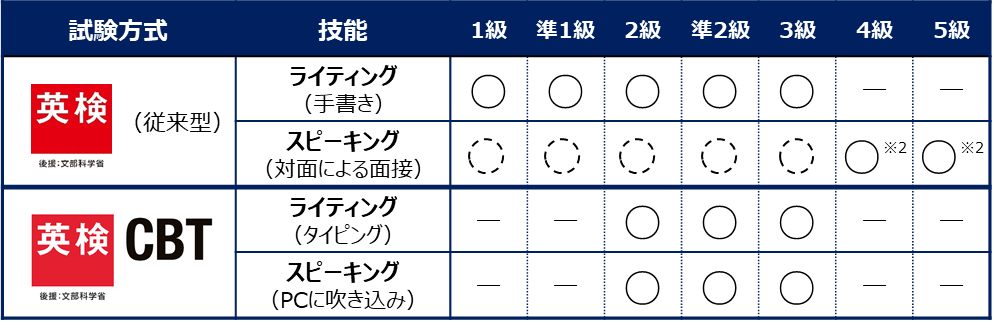 試験方式 技能 1級 準1級 2級 準2級 3級 4級 5級
英検
後援：文部科学省
（従来型）
ライティング
（手書き）
○ ○ ○ ○ ○ － －
スピーキング
（対面による面接）
◌ ◌ ◌ ◌ ◌ ○※2 ○※2
英検
CBT
後援：文部科学省
ライティング
（タイピング）
－ － ○ ○ ○ － －
スピーキング
（PCに吹き込み）
－ － ○ ○ ○ － －